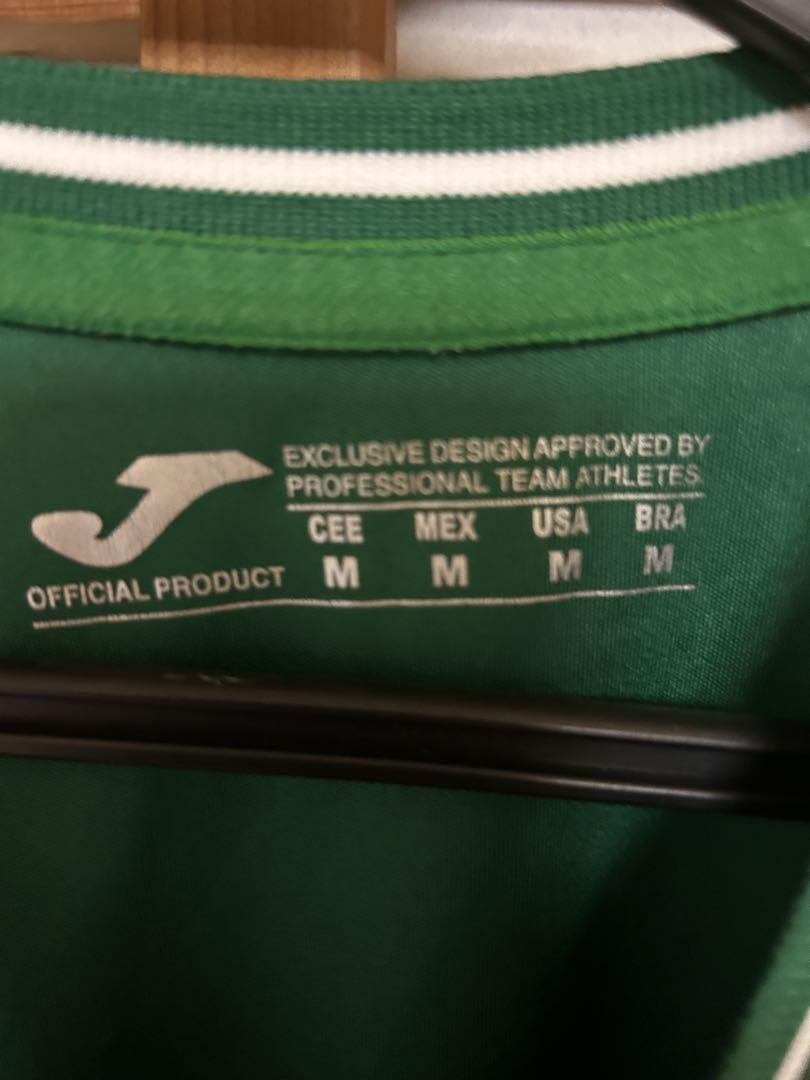 EXCLUSIVE DESIGN APPROVED BY
PROFESSIONAL TEAM ATHLETES
CEE MEX USA BRA
M M M M
OFFICIAL PRODUCT